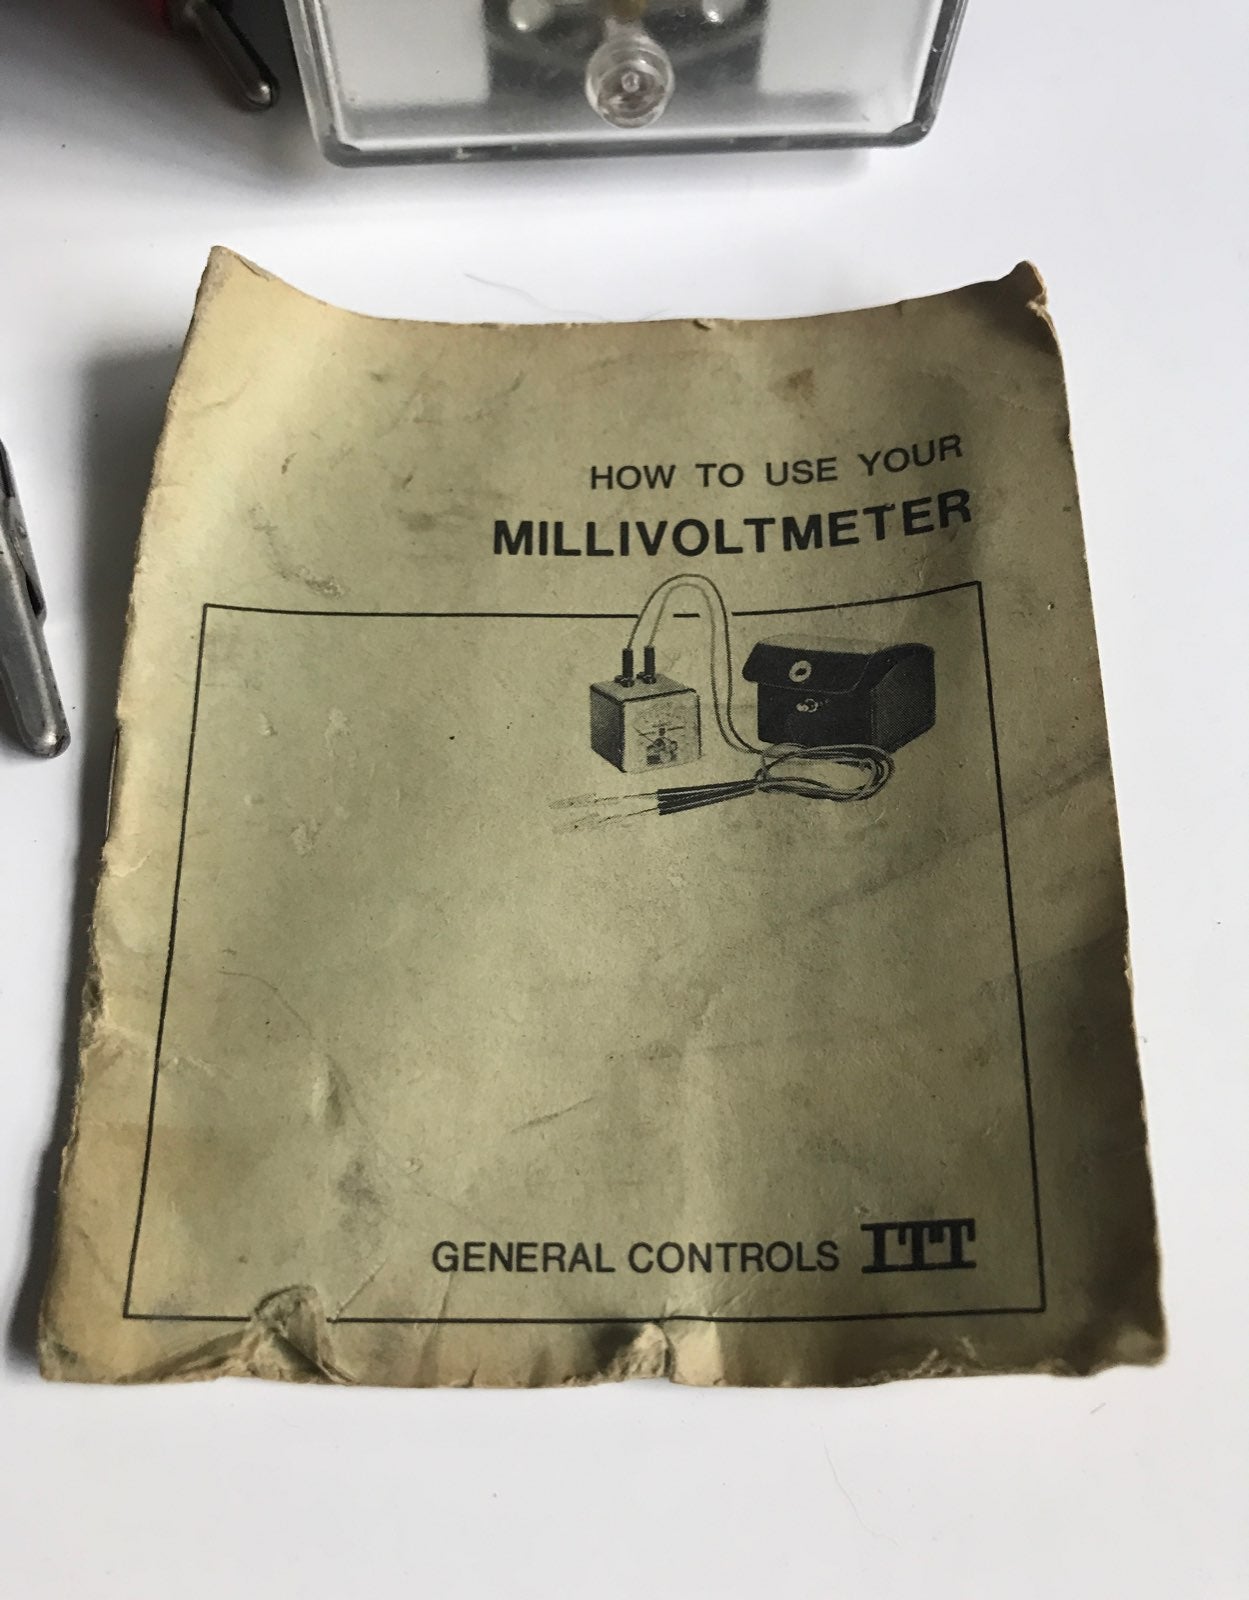 HOW TO USE YOUR
MILLIVOLTMETER
GENERAL CONTROLS ITT